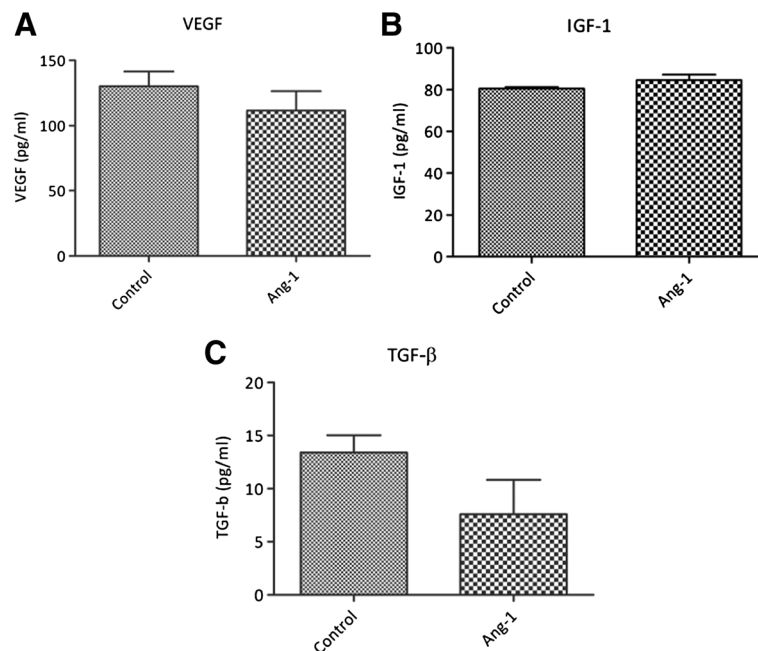 A
VEGF
VEGF (pg/ml)
150
100
50
0
Control
Ang-1
B
IGF-1
IGF-1 (pg/ml)
100
80
60
40
20
0
Control
Ang-1
C
TGF-β
TGF-b (pg/ml)
20
15
10
5
0
Control
Ang-1